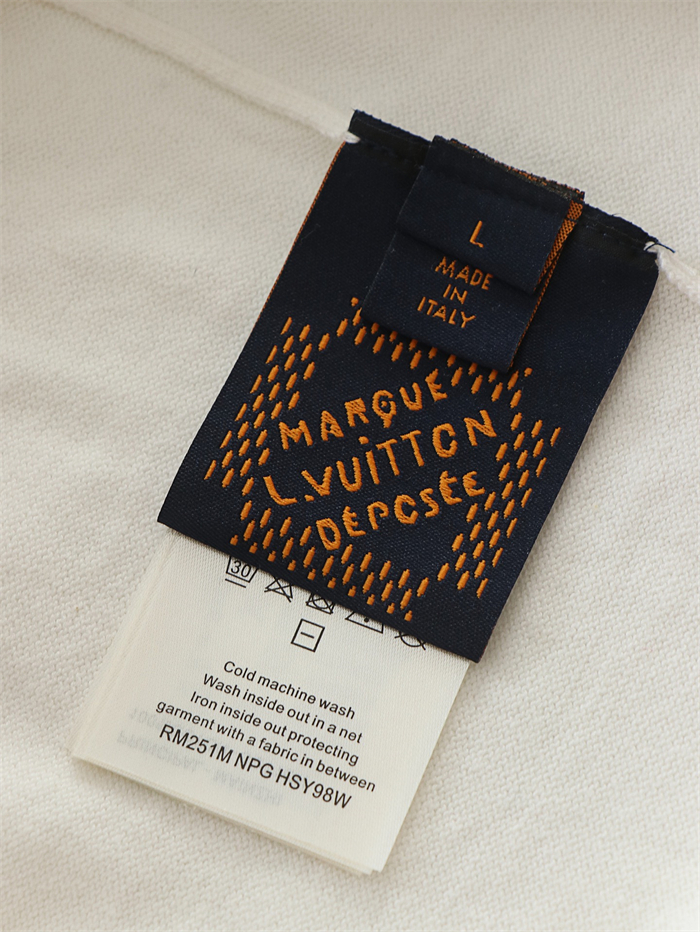 L
MADE
IN
ITALY
MARQUE
L.VUITTON
DÉPOSÉE
30
Cold machine wash
Wash inside out in a net
Iron inside out protecting
garment with a fabric in between
RM251M NPG HSY98W